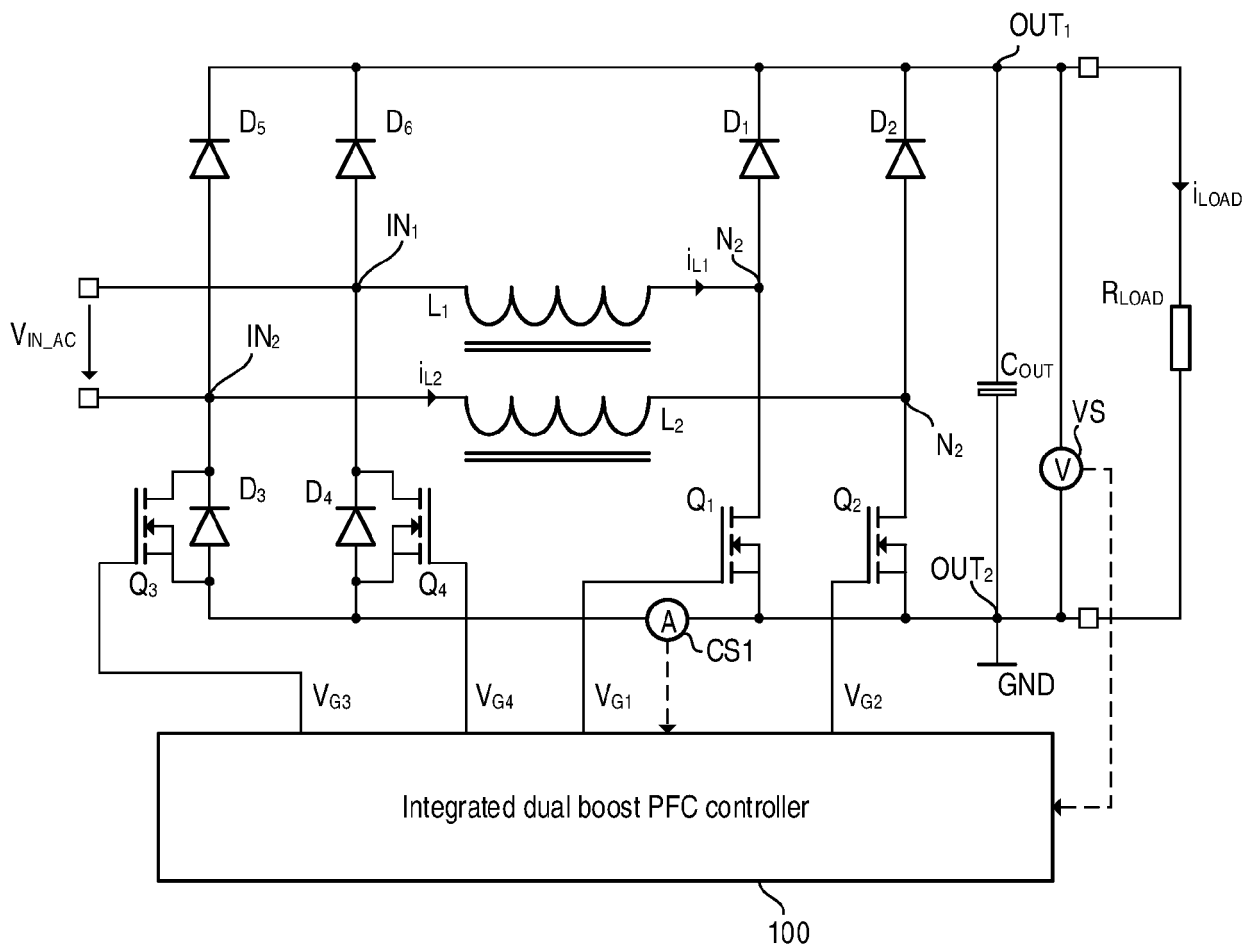 OUT₁
D₅
D₆
D₁
D₂
iLOAD
IN₁
N₂
iL1
L₁
RLOAD
VIN_AC
IN₂
iL2
L₂
COUT
N₂
VS
V
D₃
D₄
Q₁
Q₂
Q₃
Q₄
OUT₂
A
CS1
GND
VG3
VG4
VG1
VG2
Integrated dual boost PFC controller
100